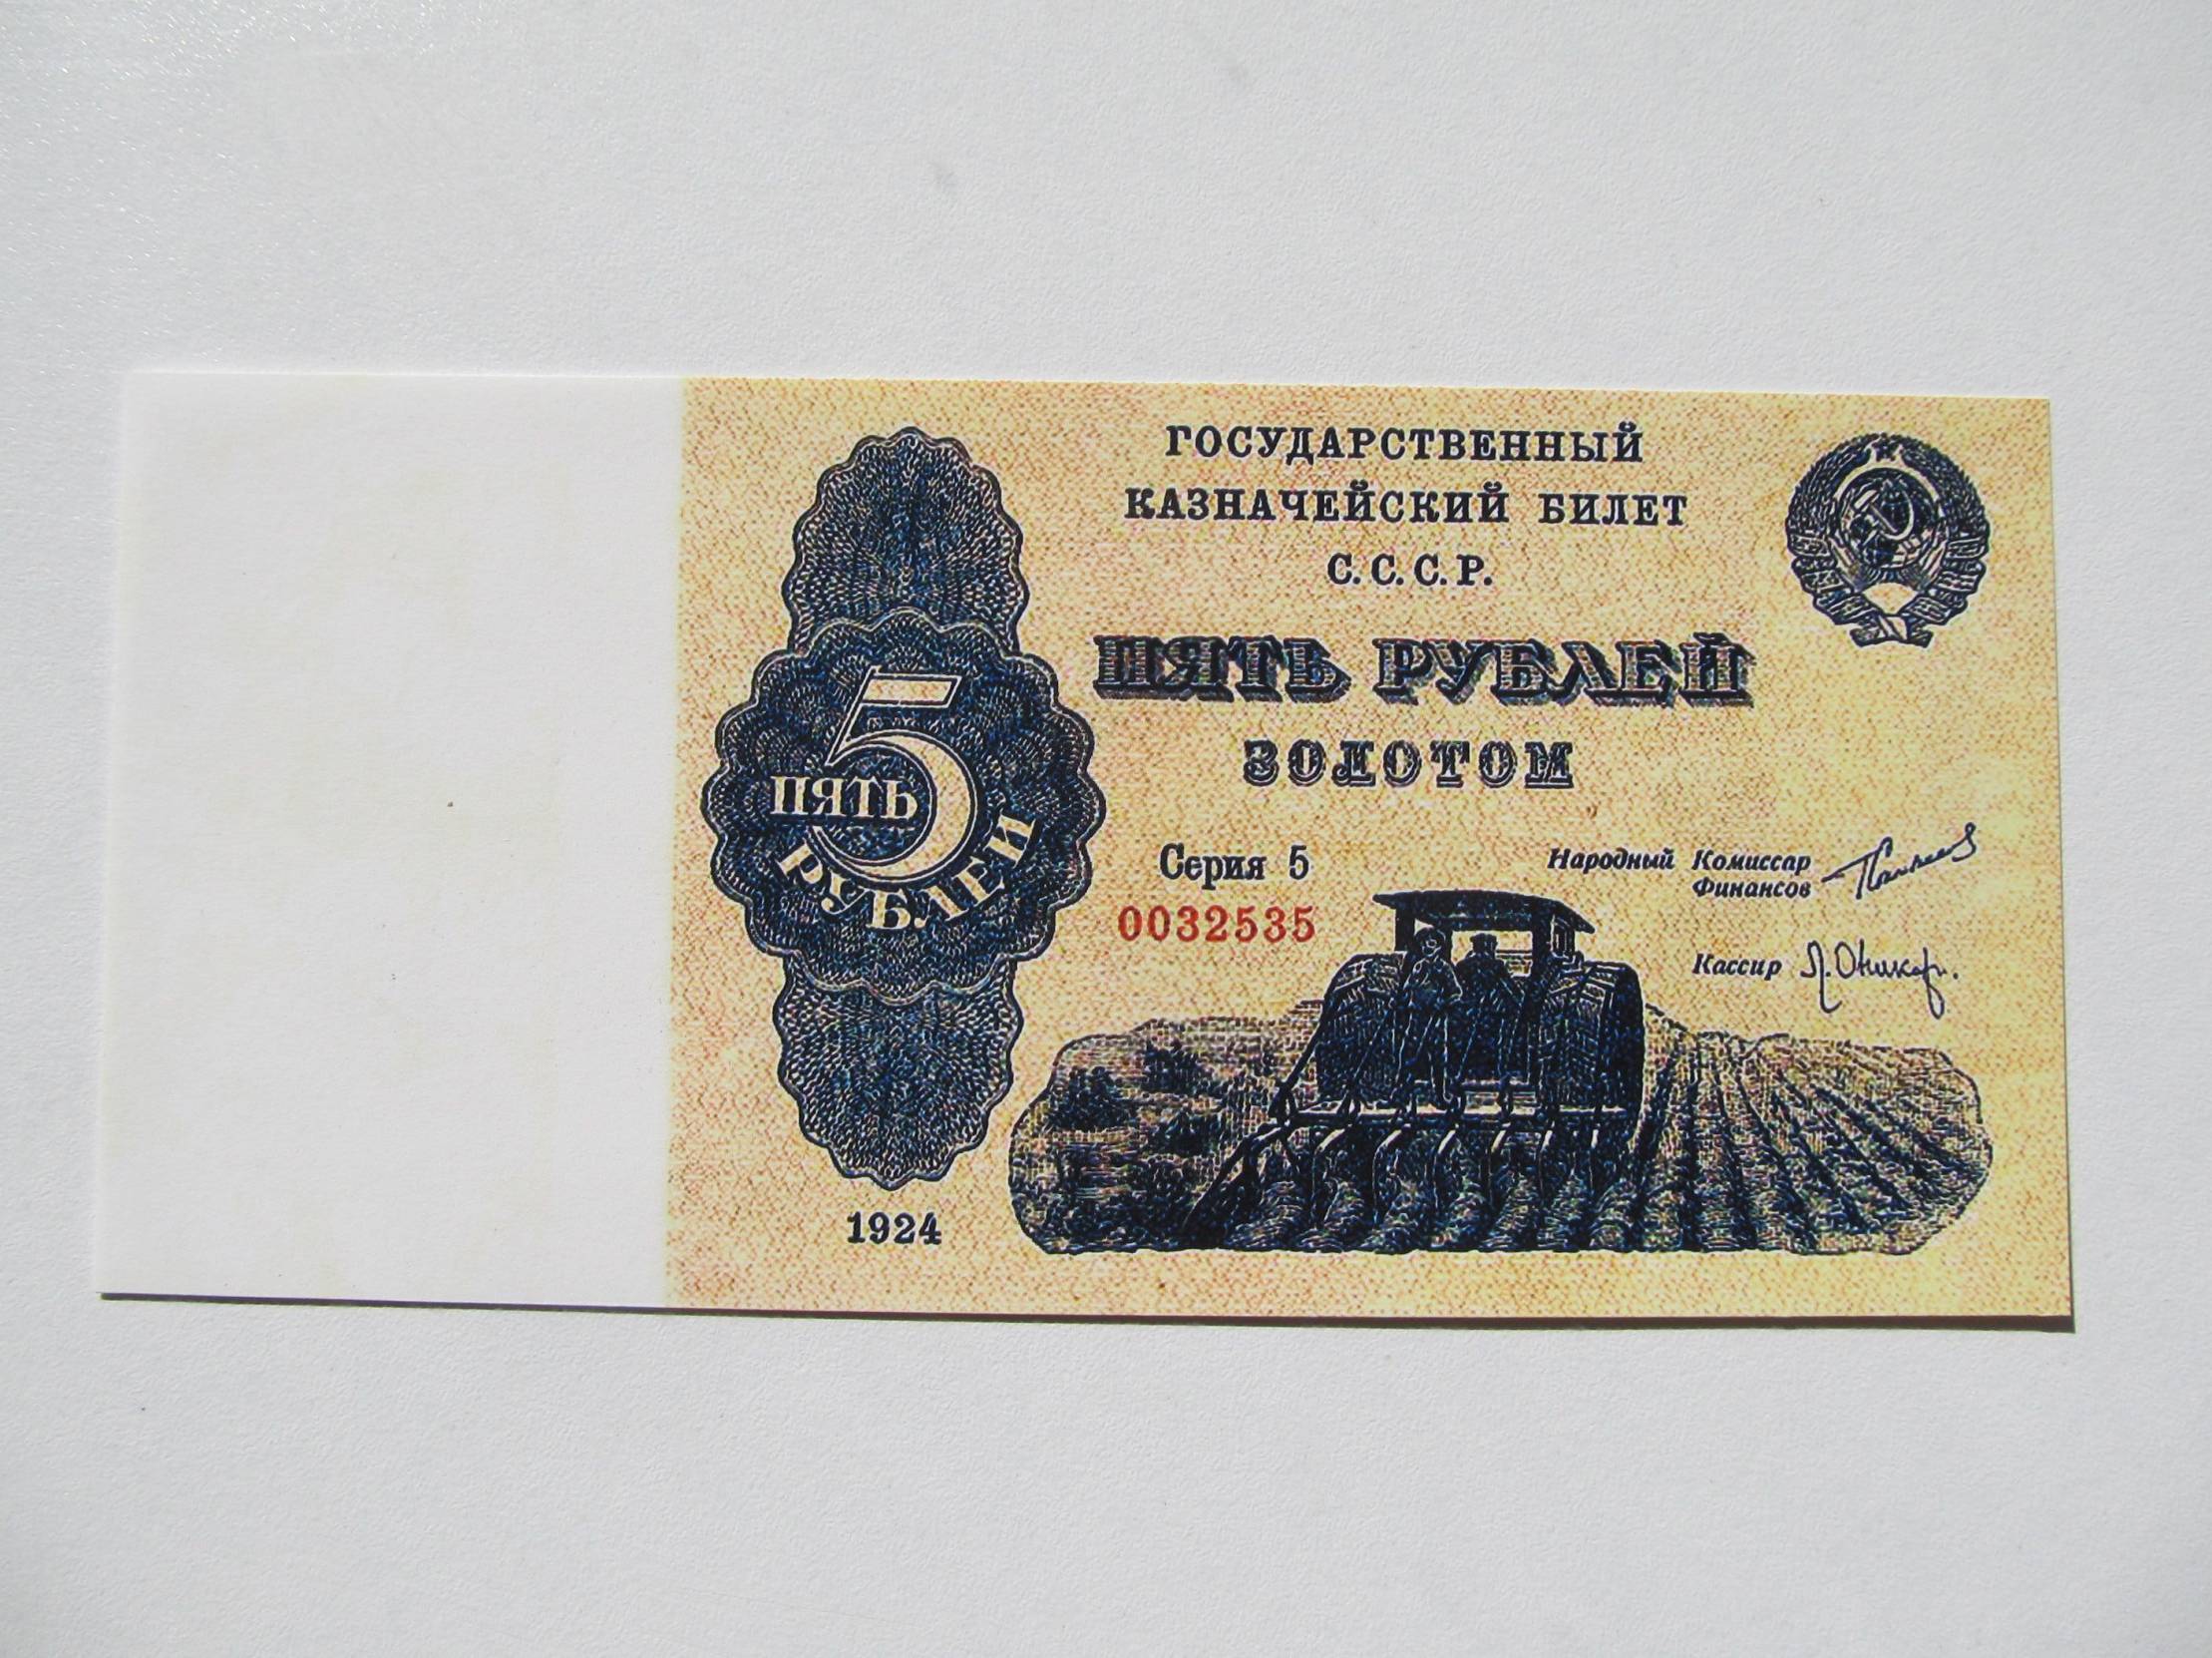 ГОСУДАРСТВЕННЫЙ
КАЗНАЧЕЙСКИЙ БИЛЕТ
С.С.С.Р.
ПЯТЬ РУБЛЕЙ
ЗОЛОТОМ
5
ПЯТЬ
РУБЛЕЙ
Серия 5
0032535
Народный Комиссар
Финансов
Кассир
1924